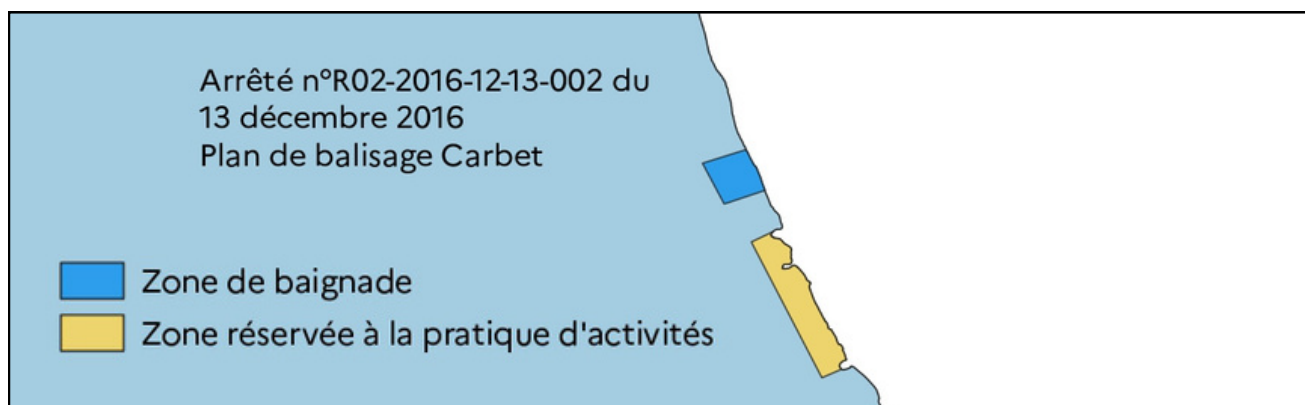 Arrêté n°R02-2016-12-13-002 du
13 décembre 2016
Plan de balisage Carbet
Zone de baignade
Zone réservée à la pratique d'activités